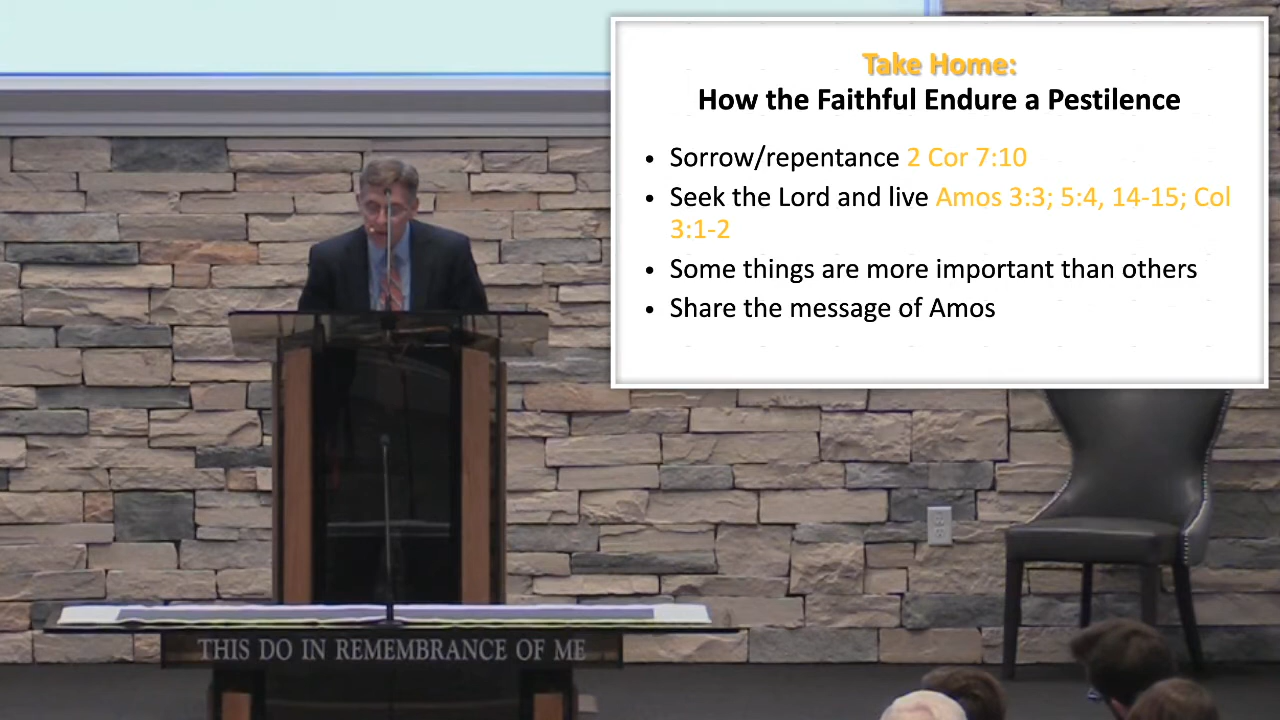 Take Home:
How the Faithful Endure a Pestilence
• Sorrow/repentance 2 Cor 7:10
• Seek the Lord and live Amos 3:3; 5:4, 14-15; Col
3:1-2
• Some things are more important than others
• Share the message of Amos
THIS DO IN REMEMBRANCE OF ME